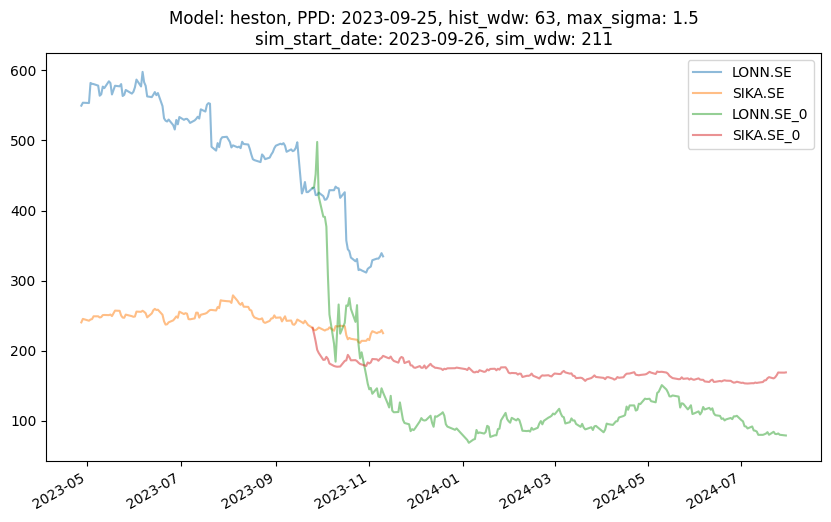 Model: heston, PPD: 2023-09-25, hist_wdw: 63, max_sigma: 1.5
sim_start_date: 2023-09-26, sim_wdw: 211
LONN.SE
SIKA.SE
LONN.SE_0
SIKA.SE_0
600
500
400
300
200
100
2023-05
2023-07
2023-09
2023-11
2024-01
2024-03
2024-05
2024-07